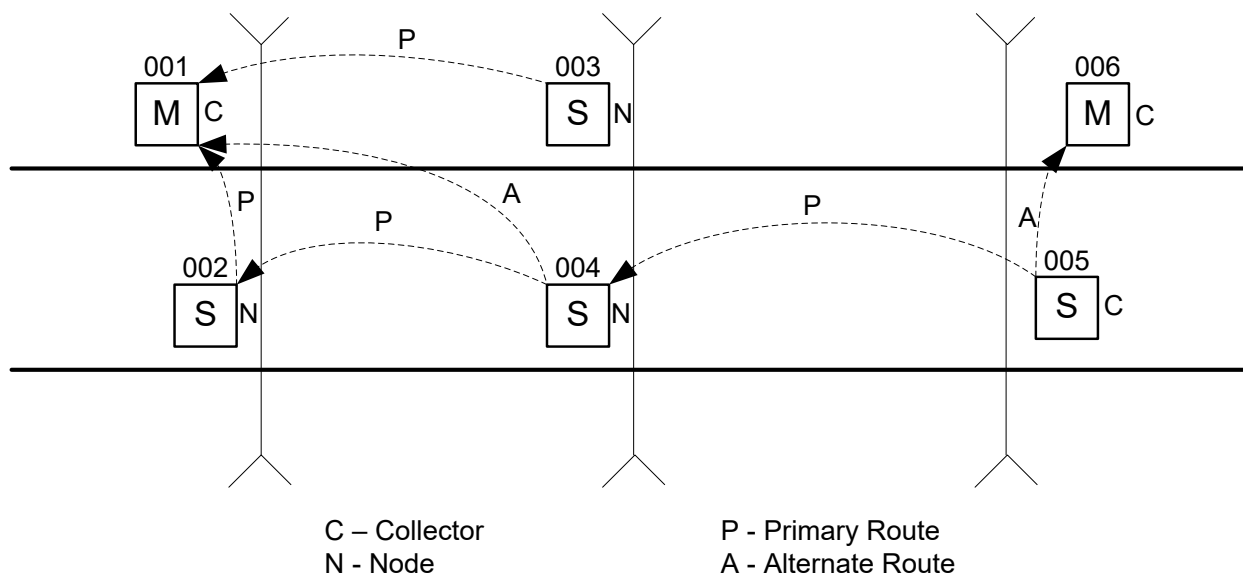 P
001
003
006
M C
S N
M C
P
A
P
P
A
002
004
005
S N
S N
S C
C – Collector
P - Primary Route
N - Node
A - Alternate Route